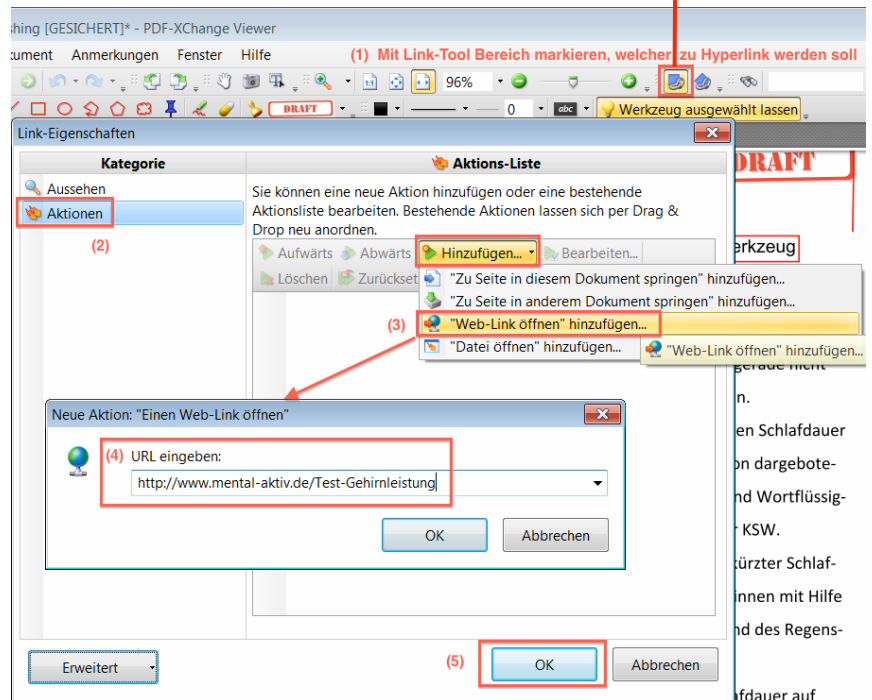 shing [GESICHERT]* - PDF-XChange Viewer
kument Anmerkungen Fenster Hilfe
(1) Mit Link-Tool Bereich markieren, welcher zu Hyperlink werden soll
96%
DRAFT 0 abc Werkzeug ausgewählt lassen
Link-Eigenschaften
Kategorie
Aktions-Liste
DRAFT
Aussehen
Aktionen
(2)
Sie können eine neue Aktion hinzufügen oder eine bestehende
Aktionsliste bearbeiten. Bestehende Aktionen lassen sich per Drag &
Drop neu anordnen.
Aufwärts Abwärts Hinzufügen... Bearbeiten...
erkzeug
Löschen Zurückset
"Zu Seite in diesem Dokument springen" hinzufügen...
"Zu Seite in anderem Dokument springen" hinzufügen...
(3) "Web-Link öffnen" hinzufügen...
"Datei öffnen" hinzufügen...
"Web-Link öffnen" hinzufügen...
gerade nicht
n.
en Schlafdauer
on dargebote-
nd Wortflüssig-
r KSW.
kürzter Schlaf-
innen mit Hilfe
nd des Regens-
fdauer auf
Neue Aktion: "Einen Web-Link öffnen"
(4) URL eingeben:
http://www.mental-aktiv.de/Test-Gehirnleistung
OK Abbrechen
Erweitert
(5) OK Abbrechen